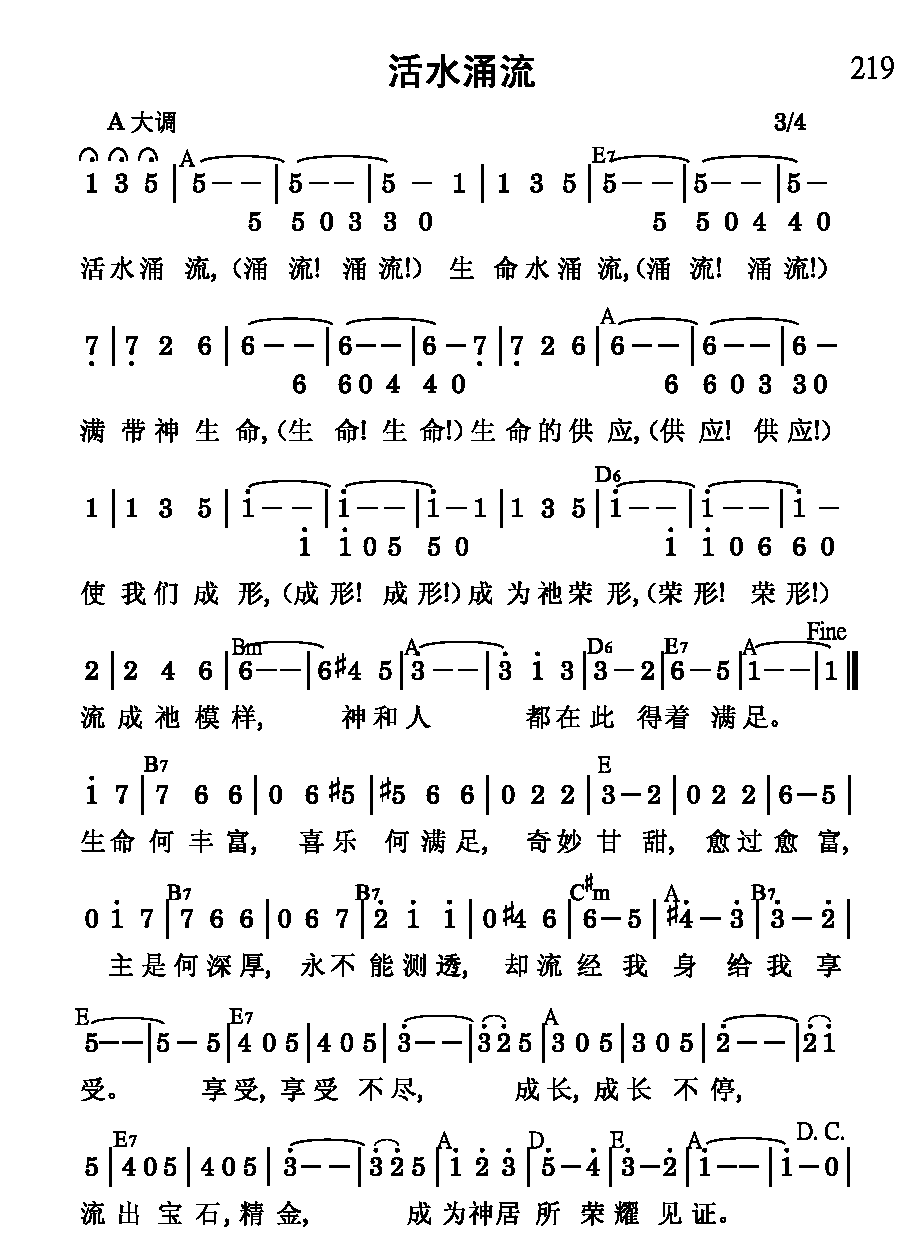 活水涌流
219
A 大调 3/4
A E7
1 3 5 | 5 - - | 5 - - | 5 - 1 | 1 3 5 | 5 - - | 5 - - | 5 -
5 5 0 3 3 0 5 5 0 4 4 0
活水涌 流,(涌 流! 涌流!) 生 命水涌 流,(涌 流! 涌流!)
A
7̣ | 7̣ 2 6 | 6 - - | 6 - - | 6 - 7̣ | 7̣ 2 6 | 6 - - | 6 - - | 6 -
6 6 0 4 4 0 6 6 0 3 3 0
满 带神生 命,(生 命! 生命!)生命的供 应,(供 应! 供应!)
D6
1 | 1 3 5 | i - - | i - - | i - 1 | 1 3 5 | i - - | i - - | i -
i i 0 5 5 0 i i 0 6 6 0
使 我们 成 形,(成 形! 成形!)成 为祂荣 形,(荣 形! 荣 形!)
Bm A D6 E7 A Fine
2 | 2 4 6 | 6 - - | 6 #4 5 | 3 - - | 3̇ i 3 | 3 - 2 | 6 - 5 | 1 - - | 1 ‖
流 成 祂 模 样, 神和人 都在此 得着 满足。
B7 E
i 7 | 7 6 6 | 0 6 #5 | #5 6 6 | 0 2 2 | 3 - 2 | 0 2 2 | 6 - 5 |
生命 何 丰 富, 喜 乐 何 满 足, 奇妙 甘 甜, 愈过愈 富,
B7 B7 C#m A B7
0 i 7 | 7 6 6 | 0 6 7 | 2̇ i i | 0 #4 6 | 6 - 5 | #4̇ - 3̇ | 3̇ - 2̇ |
主是何深厚, 永不 能测透, 却流 经 我 身 给 我 享
E E7 A
5 - - | 5 - 5 | 4 0 5 | 4 0 5 | 3̇ - - | 3̇ 2̇ 5 | 3 0 5 | 3 0 5 | 2̇ - - | 2̇ i
受。 享受,享受 不尽, 成长,成长 不停,
E7 A D E A D. C.
5 | 4 0 5 | 4 0 5 | 3̇ - - | 3̇ 2̇ 5 | i 2̇ 3̇ | 5̇ - 4̇ | 3̇ - 2̇ | i - - | i - 0 |
流 出 宝 石,精 金, 成为神居 所 荣 耀 见证。